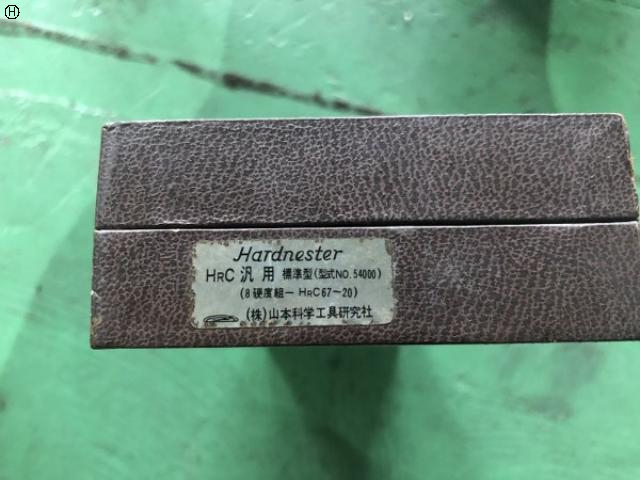 H
Hardnester
HRC 汎用 標準型(型式NO.54000)
(8硬度組ー HRC67~20)
(株)山本科学工具研究社